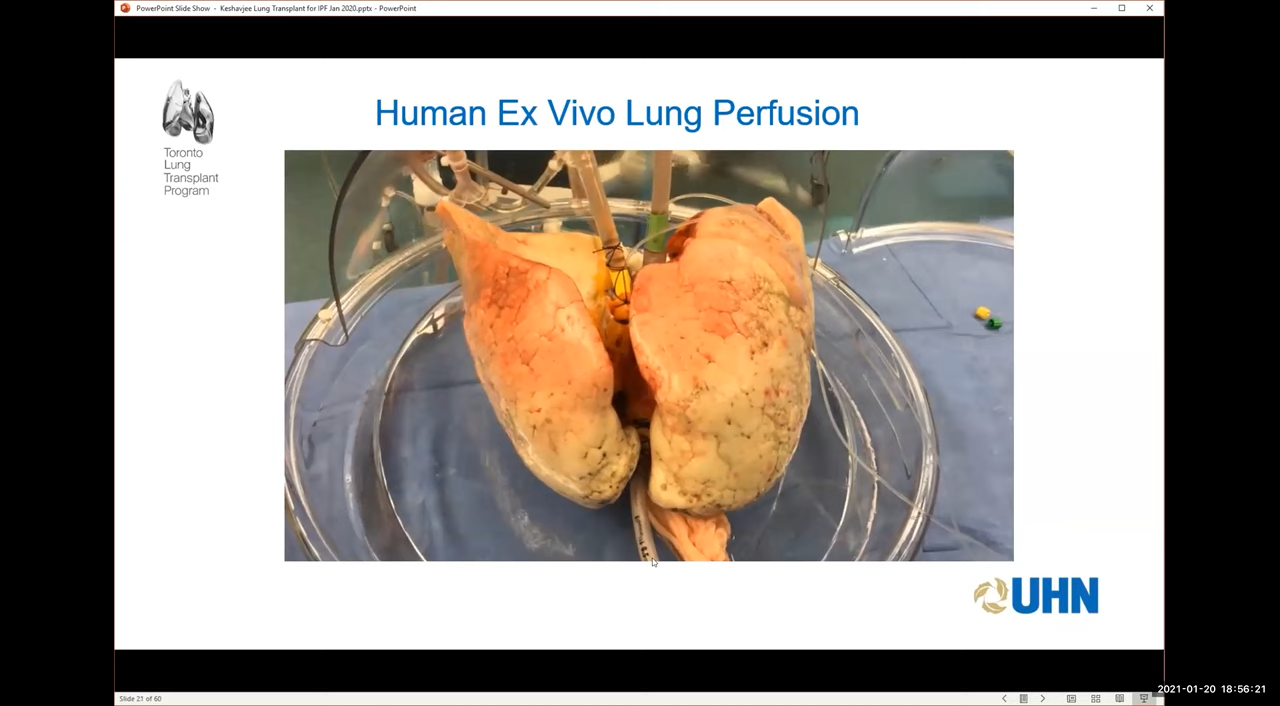 PowerPoint Slide Show - Keshavjee Lung Transplant for IPF Jan 2020.pptx - PowerPoint
Human Ex Vivo Lung Perfusion
Toronto
Lung
Transplant
Program
UHN
Slide 21 of 60
2021-01-20 18:56:21